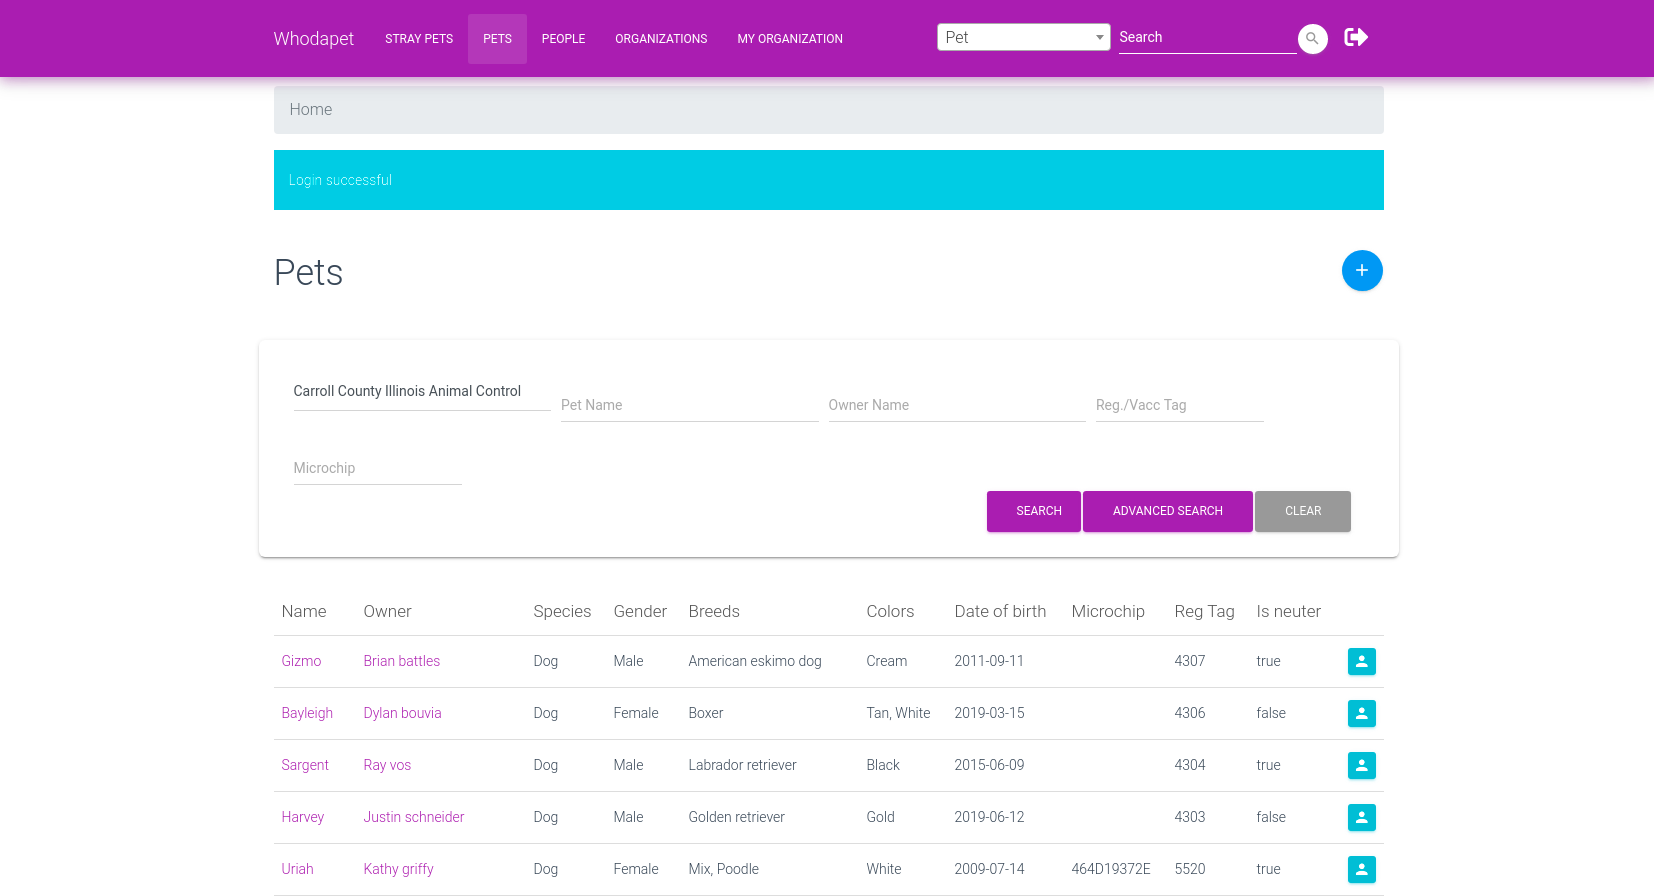 Whodapet STRAY PETS PETS PEOPLE ORGANIZATIONS MY ORGANIZATION Pet Search
Home
Login successful
Pets
Carroll County Illinois Animal Control
Pet Name Owner Name Reg./Vacc Tag
Microchip
SEARCH ADVANCED SEARCH CLEAR
Name Owner Species Gender Breeds Colors Date of birth Microchip Reg Tag Is neuter
Gizmo Brian battles Dog Male American eskimo dog Cream 2011-09-11 4307 true
Bayleigh Dylan bouvia Dog Female Boxer Tan, White 2019-03-15 4306 false
Sargent Ray vos Dog Male Labrador retriever Black 2015-06-09 4304 true
Harvey Justin schneider Dog Male Golden retriever Gold 2019-06-12 4303 false
Uriah Kathy griffy Dog Female Mix, Poodle White 2009-07-14 464D19372E 5520 true